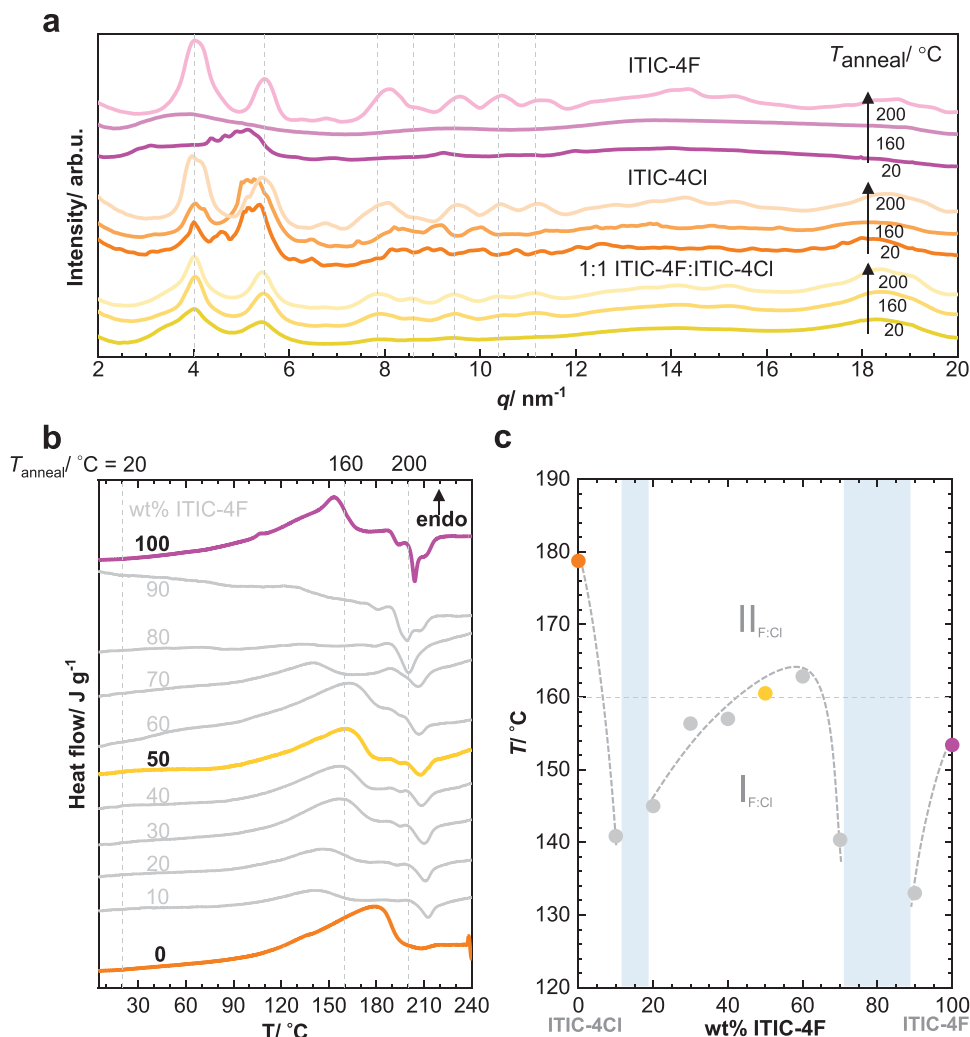 a
ITIC-4F
Tanneal/ °C
200
160
20
ITIC-4Cl
200
160
20
1:1 ITIC-4F:ITIC-4Cl
200
160
20
Intensity/ arb.u.
2 4 6 8 10 12 14 16 18 20
q/ nm-1
b
Tanneal/ °C = 20 160 200
wt% ITIC-4F
endo
100
90
80
70
60
50
40
30
20
10
0
Heat flow/ J g-1
30 60 90 120 150 180 210 240
T/ °C
c
190
180
170
160
150
140
130
120
T/ °C
IIF:Cl
IF:Cl
0 20 40 60 80 100
ITIC-4Cl wt% ITIC-4F ITIC-4F